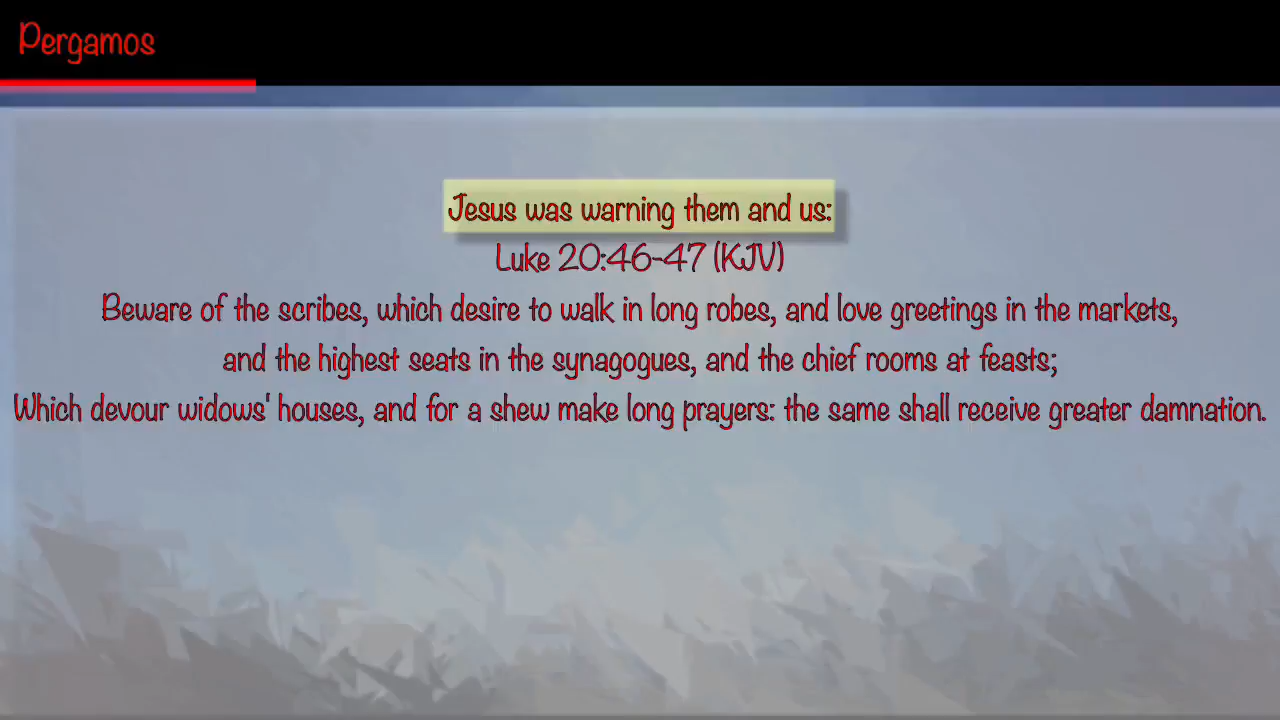 Pergamos
Jesus was warning them and us:
Luke 20:46-47 (KJV)
Beware of the scribes, which desire to walk in long robes, and love greetings in the markets,
and the highest seats in the synagogues, and the chief rooms at feasts;
Which devour widows' houses, and for a shew make long prayers: the same shall receive greater damnation.